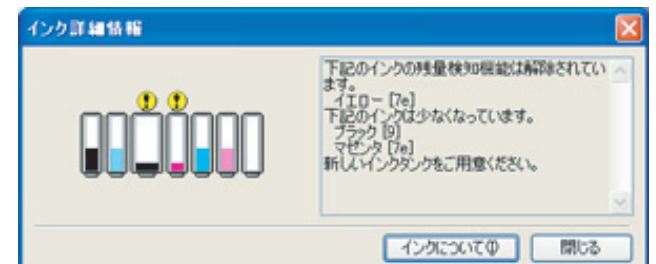 インク詳細情報
下記のインクの残量検知機能は解除されてい
ます。
イエロー [7e]
下記のインクは少なくなっています。
ブラック [9]
マゼンタ [7e]
新しいインクタンクをご用意ください。
インクについて(I)
閉じる